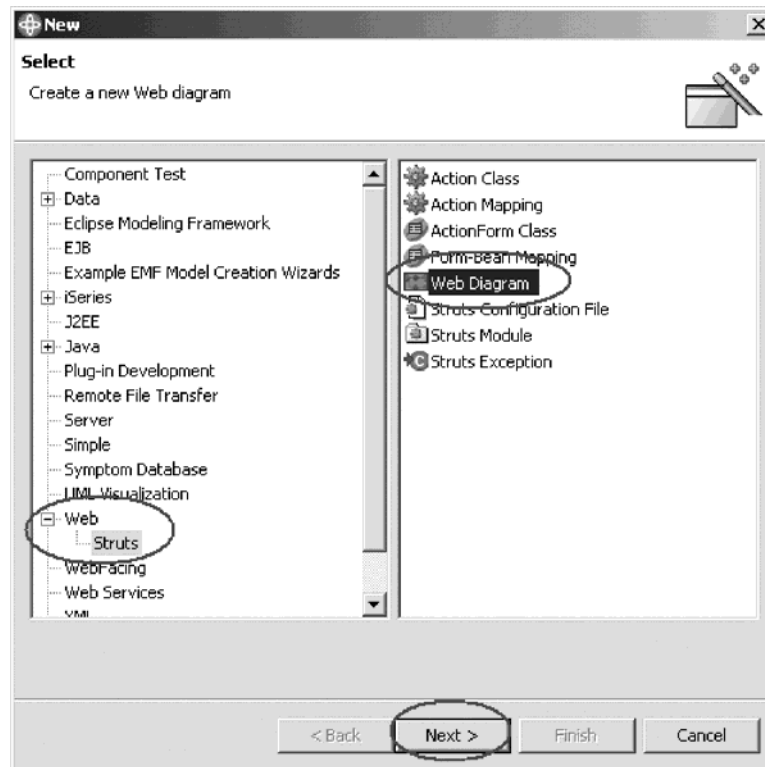 New
Select
Create a new Web diagram
Component Test
Data
Eclipse Modeling Framework
EJB
Example EMF Model Creation Wizards
iSeries
J2EE
Java
Plug-in Development
Remote File Transfer
Server
Simple
Symptom Database
UML Visualization
Web
Struts
WebFacing
Web Services
XML
Action Class
Action Mapping
ActionForm Class
Form-Bean Mapping
Web Diagram
Struts Configuration File
Struts Module
Struts Exception
< Back
Next >
Finish
Cancel